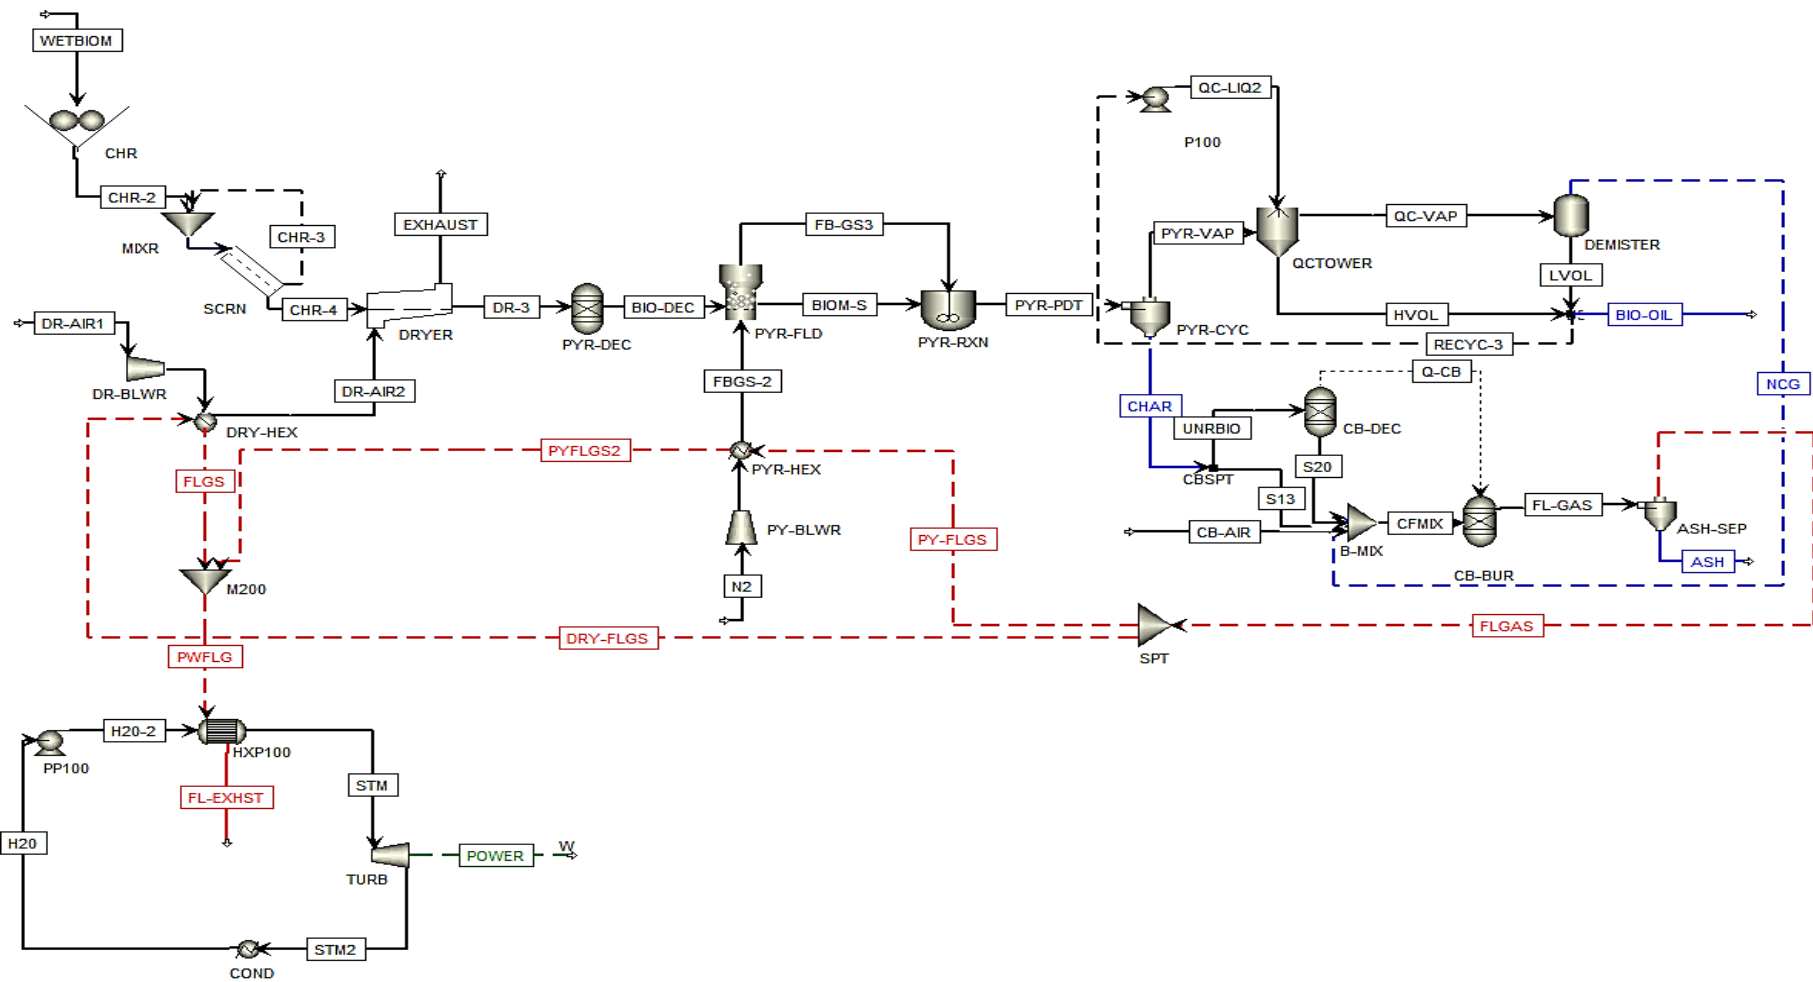 WETBIOM
CHR
CHR-2
MIXR
CHR-3
SCRN
CHR-4
EXHAUST
DRYER
DR-AIR1
DR-BLWR
DR-AIR2
DRY-HEX
DR-3
PYR-DEC
BIO-DEC
FB-GS3
PYR-FLD
BIOM-S
PYR-RXN
PYR-PDT
FBGS-2
PYR-HEX
PY-BLWR
N2
QC-LIQ2
P100
PYR-VAP
QCTOWER
QC-VAP
DEMISTER
LVOL
HVOL
BIO-OIL
PYR-CYC
RECYC-3
Q-CB
NCG
CHAR
UNRBIO
CB-DEC
CBSPT
S20
S13
CB-AIR
B-MIX
CFMIX
CB-BUR
FL-GAS
ASH-SEP
ASH
FLGAS
SPT
PY-FLGS
PYFLGS2
DRY-FLGS
FLGS
M200
PWFLG
H20-2
PP100
HXP100
FL-EXHST
STM
H20
TURB
POWER
W
STM2
COND